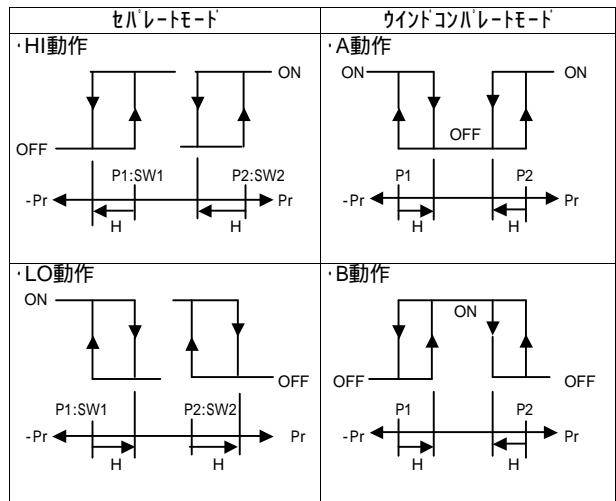 ｾﾊﾟﾚｰﾄﾓｰﾄﾞ
ｳｲﾝﾄﾞｺﾝﾊﾟﾚｰﾄﾓｰﾄﾞ
･HI動作
ON
OFF
P1:SW1 P2:SW2
-Pr Pr
H H
･A動作
ON ON
OFF
P1 P2
-Pr Pr
H H
･LO動作
ON
OFF
P1:SW1 P2:SW2
-Pr Pr
H H
･B動作
ON
OFF OFF
P1 P2
-Pr Pr
H H